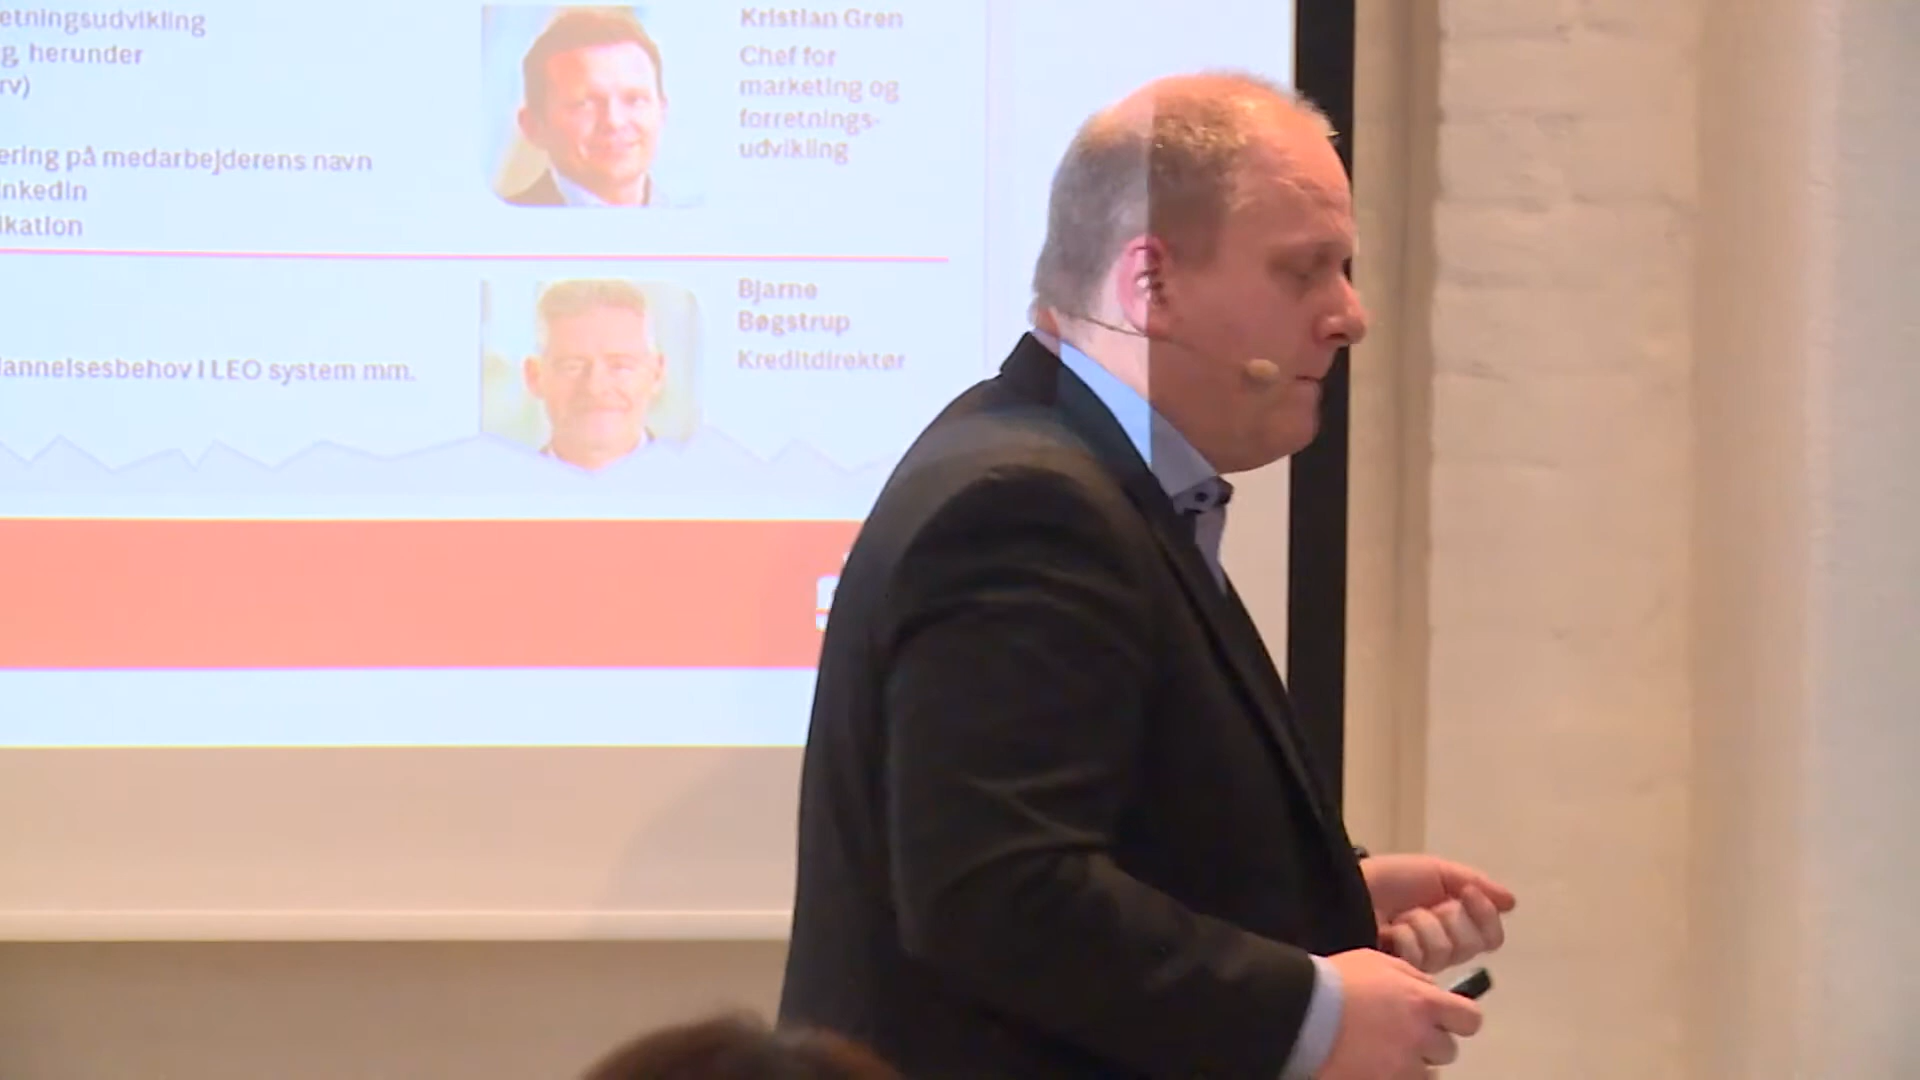 etningsudvikling
g, herunder
rv)
ering på medarbejderens navn
inkedIn
ikation
Kristian Gren
Chef for
marketing og
forretnings-
udvikling
annelsesbehov I LEO system mm.
Bjarne
Bøgstrup
Kreditdirektør